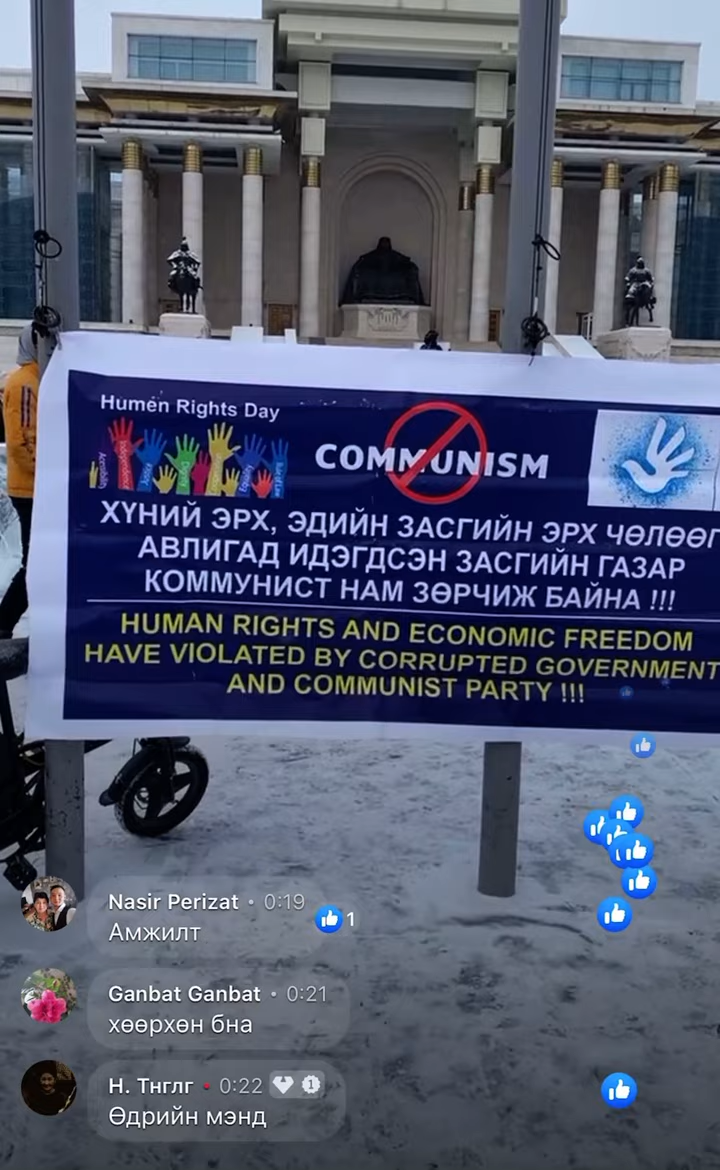 Humen Rights Day
COMMUNISM
ХҮНИЙ ЭРХ, ЭДИЙН ЗАСГИЙН ЭРХ ЧӨЛӨӨГ
АВЛИГАД ИДЭГДСЭН ЗАСГИЙН ГАЗАР
КОММУНИСТ НАМ ЗӨРЧИЖ БАЙНА !!!
HUMAN RIGHTS AND ECONOMIC FREEDOM
HAVE VIOLATED BY CORRUPTED GOVERNMENT
AND COMMUNIST PARTY !!!
Nasir Perizat • 0:19
Амжилт
1
Ganbat Ganbat • 0:21
хөөрхөн бна
Н. Тнглг • 0:22 1
Өдрийн мэнд